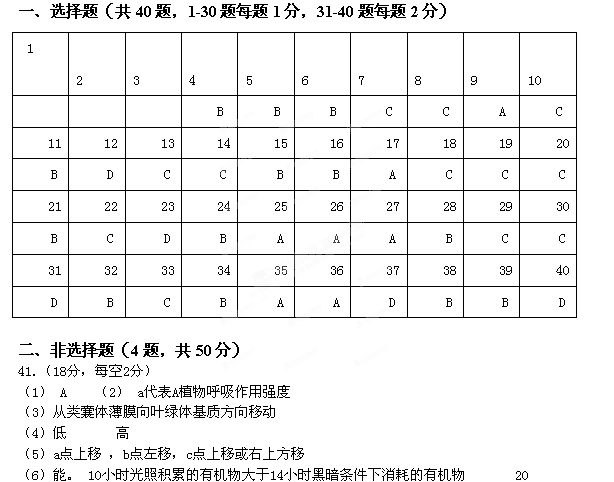 一、选择题（共 40 题，1-30 题每题 1 分，31-40 题每题 2 分）
1 2 3 4 5 6 7 8 9 10
B B B C C A C
11 12 13 14 15 16 17 18 19 20
B D C C B B A C C C
21 22 23 24 25 26 27 28 29 30
B C D B A A A B C C
31 32 33 34 35 36 37 38 39 40
D B C B A A D B B D
二、非选择题（4 题，共 50 分）
41.（18分，每空2分）
（1） A （2） a代表A植物呼吸作用强度
（3）从类囊体薄膜向叶绿体基质方向移动
（4）低 高
（5）a点上移 ，b点左移，c点上移或右上方移
（6）能。 10小时光照积累的有机物大于14小时黑暗条件下消耗的有机物 20